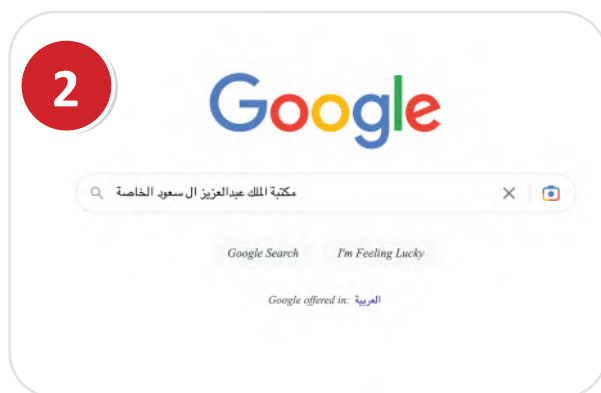 2
Google
مكتبة الملك عبدالعزيز ال سعود الخاصة
Google Search I'm Feeling Lucky
Google offered in: العربية